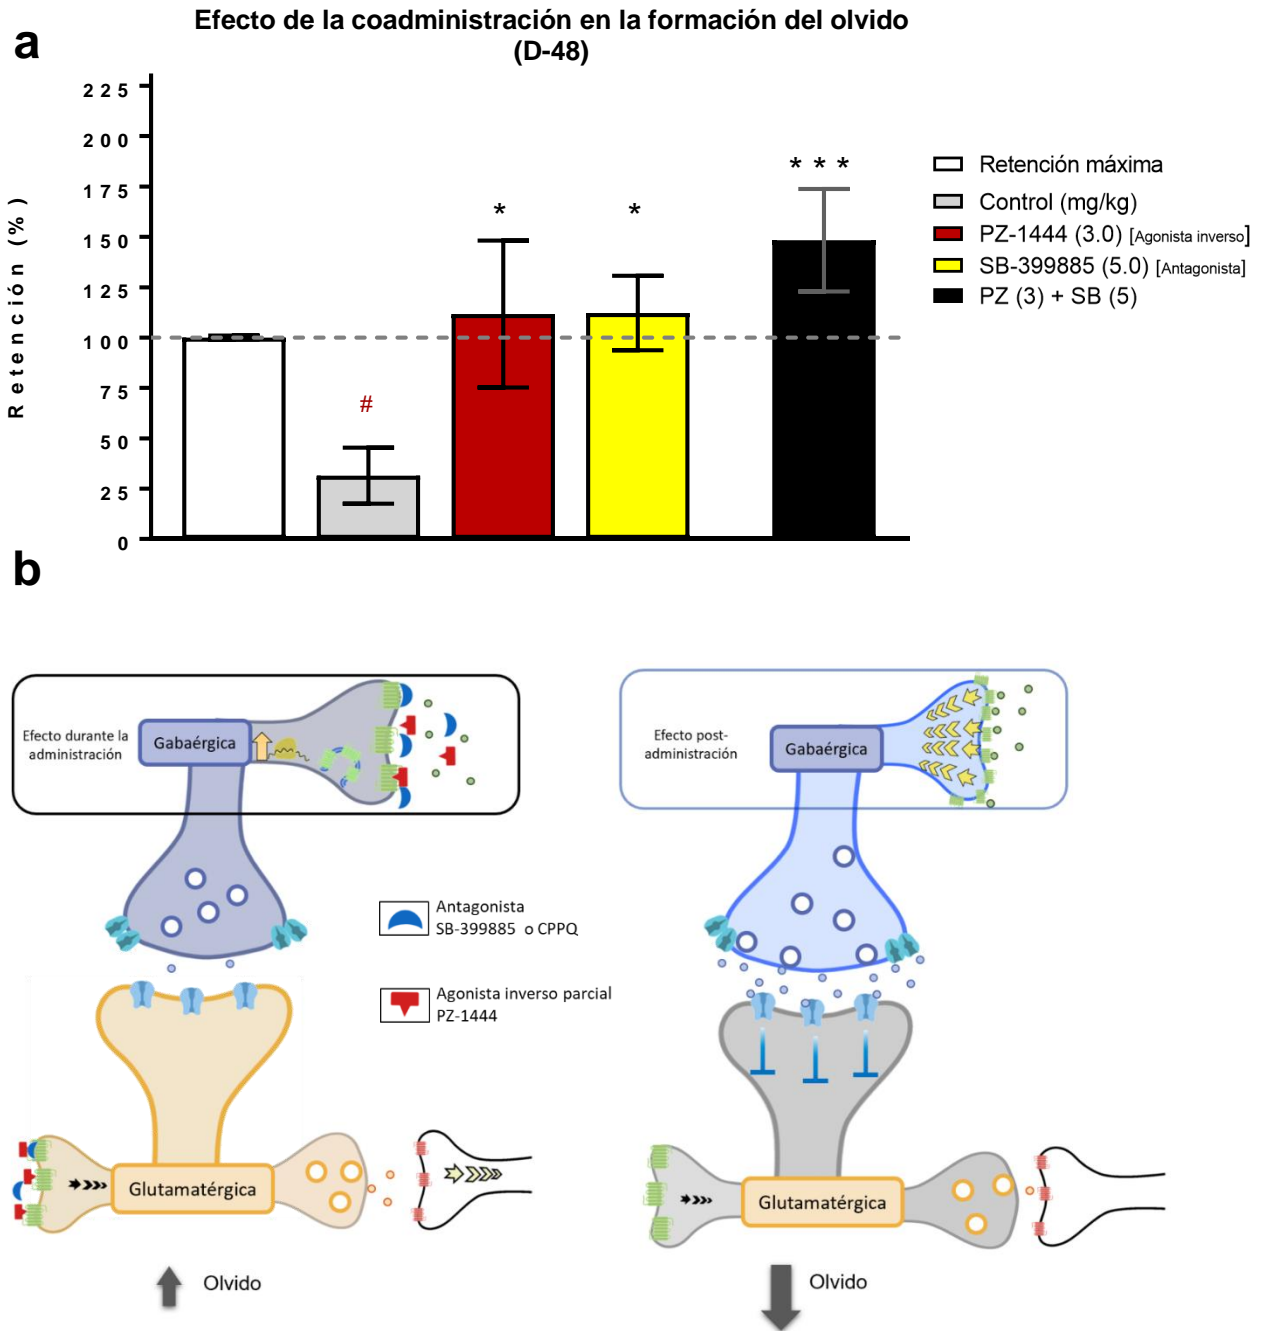 Efecto de la coadministración en la formación del olvido
(D-48)
a
225
200
175
150
125
100
75
50
25
0
Retención (%)
#
*
*
* * *
Retención máxima
Control (mg/kg)
PZ-1444 (3.0) [Agonista inverso]
SB-399885 (5.0) [Antagonista]
PZ (3) + SB (5)
b
Efecto durante la
administración
Gabaérgica
Efecto post-
administración
Gabaérgica
Antagonista
SB-399885 o CPPQ
Agonista inverso parcial
PZ-1444
Glutamatérgica
Glutamatérgica
Olvido
Olvido